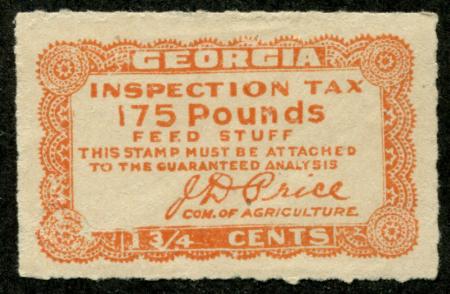 GEORGIA
INSPECTION TAX
175 Pounds
FEED STUFF
THIS STAMP MUST BE ATTACHED
TO THE GUARANTEED ANALYSIS
J D Price
COM. OF AGRICULTURE.
1 3/4 CENTS